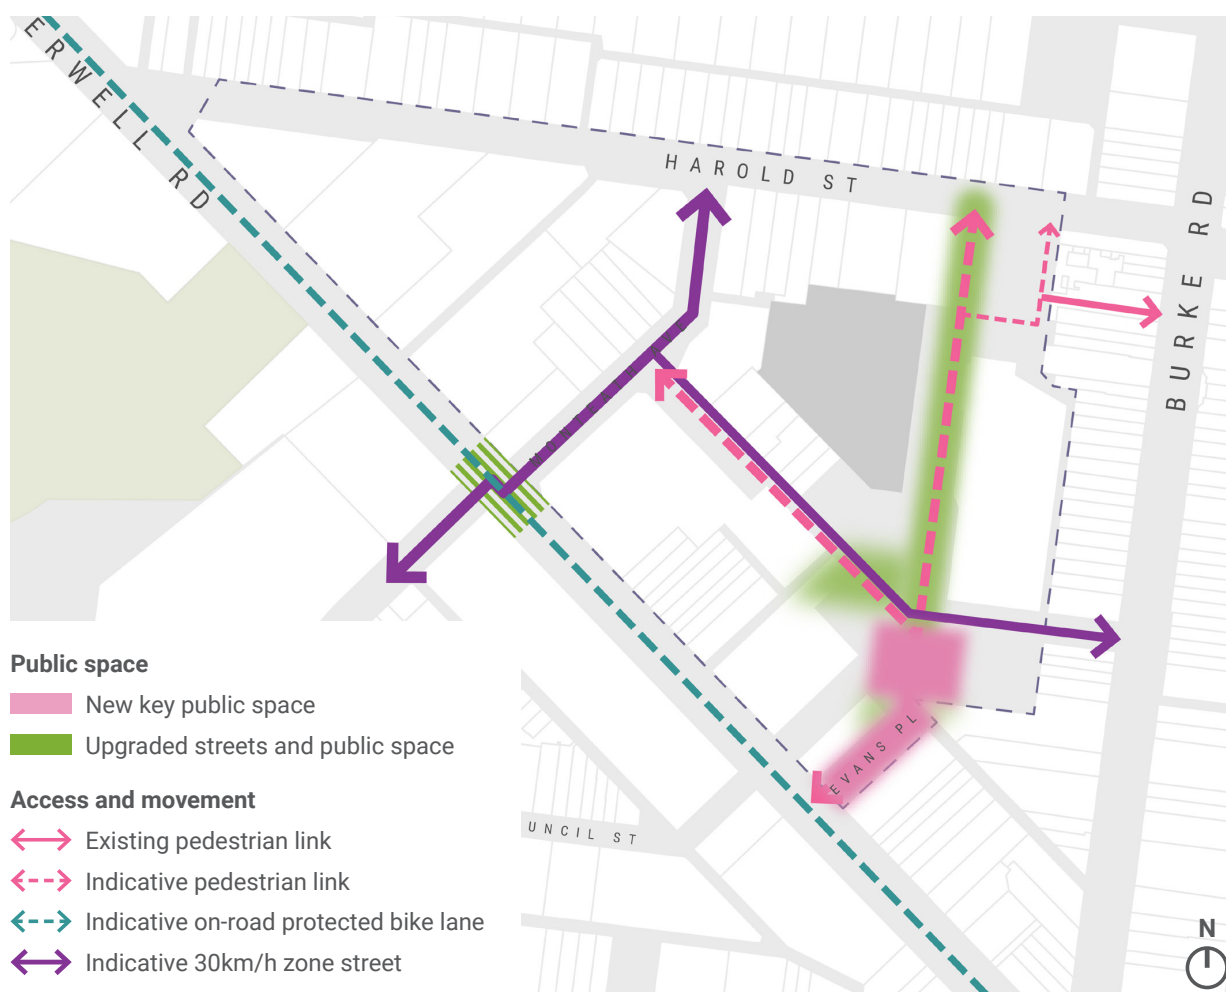 ERWELL RD
HAROLD ST
BURKE RD
EVANS PL
UNCIL ST
Public space
New key public space
Upgraded streets and public space
Access and movement
Existing pedestrian link
Indicative pedestrian link
Indicative on-road protected bike lane
Indicative 30km/h zone street
N